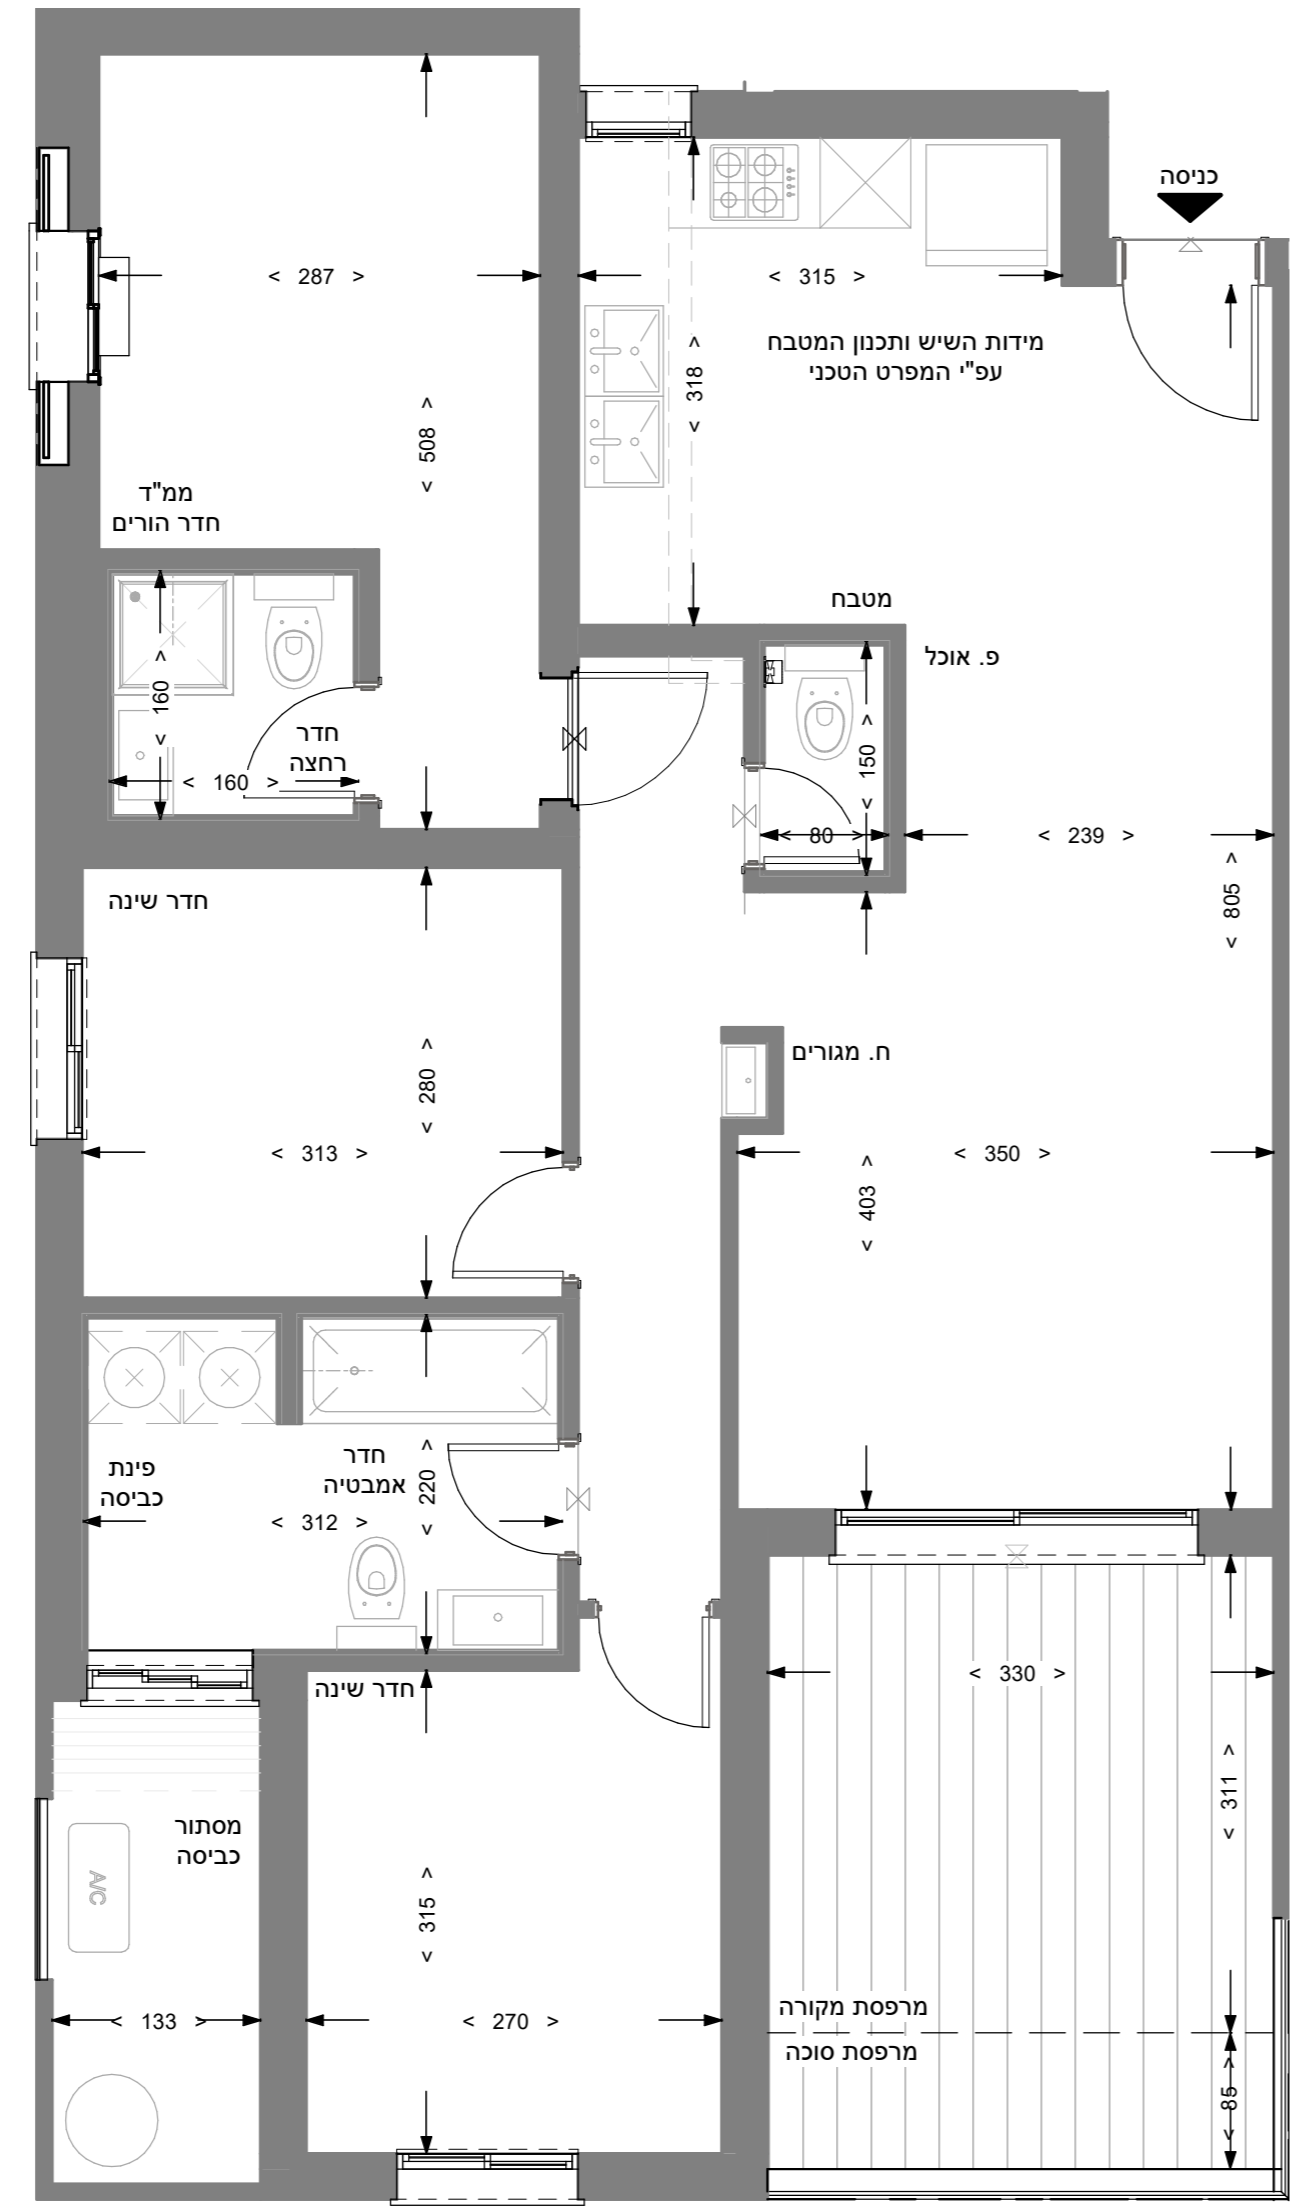 כניסה
< 287 >
< 315 >
מידות השיש ותכנון המטבח
עפ"י המפרט הטכני
< 318 >
< 508 >
ממ"ד
חדר הורים
מטבח
פ. אוכל
< 160 >
חדר
רחצה
< 160 >
< 150 >
< 80 >
< 239 >
< 805 >
חדר שינה
ח. מגורים
< 280 >
< 313 >
< 350 >
< 403 >
חדר
אמבטיה
פינת
כביסה
< 220 >
< 312 >
< 330 >
חדר שינה
< 311 >
מסתור
כביסה
A/C
< 315 >
מרפסת מקורה
< 133 >
< 270 >
מרפסת סוכה
< 85 >